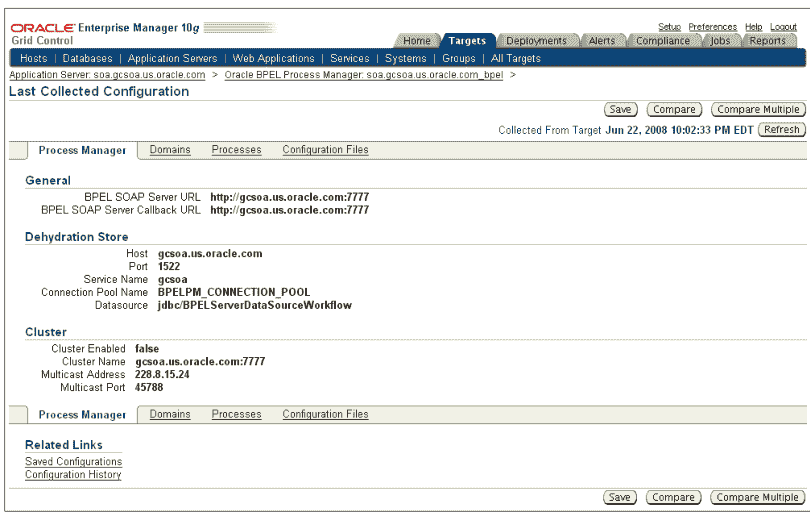 ORACLE Enterprise Manager 10g
Setup Preferences Help Logout
Grid Control
Home Targets Deployments Alerts Compliance Jobs Reports
Hosts | Databases | Application Servers | Web Applications | Services | Systems | Groups | All Targets
Application Server: soa.gcsoa.us.oracle.com > Oracle BPEL Process Manager: soa.gcsoa.us.oracle.com_bpel >
Last Collected Configuration
Save Compare Compare Multiple
Collected From Target Jun 22, 2008 10:02:33 PM EDT Refresh
Process Manager Domains Processes Configuration Files
General
BPEL SOAP Server URL http://gcsoa.us.oracle.com:7777
BPEL SOAP Server Callback URL http://gcsoa.us.oracle.com:7777
Dehydration Store
Host gcsoa.us.oracle.com
Port 1522
Service Name gcsoa
Connection Pool Name BPELPM_CONNECTION_POOL
Datasource jdbc/BPELServerDataSourceWorkflow
Cluster
Cluster Enabled false
Cluster Name gcsoa.us.oracle.com:7777
Multicast Address 228.8.15.24
Multicast Port 45788
Process Manager Domains Processes Configuration Files
Related Links
Saved Configurations
Configuration History
Save Compare Compare Multiple